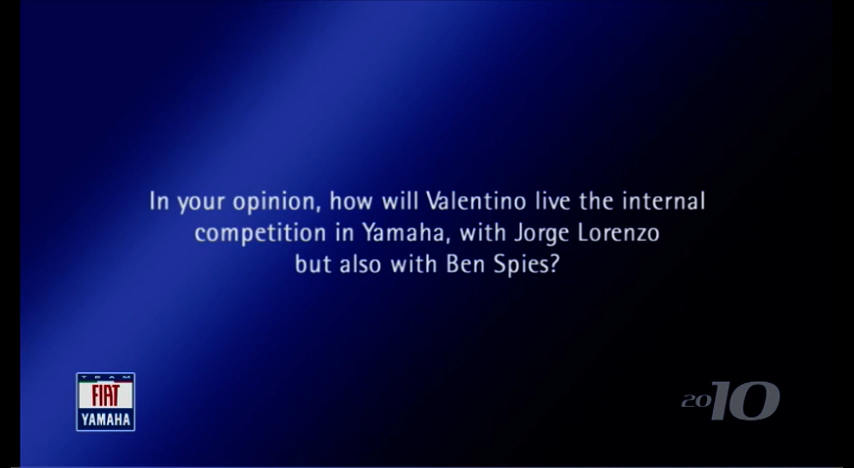 In your opinion, how will Valentino live the internal
competition in Yamaha, with Jorge Lorenzo
but also with Ben Spies?
TEAM
FIAT
YAMAHA
2010